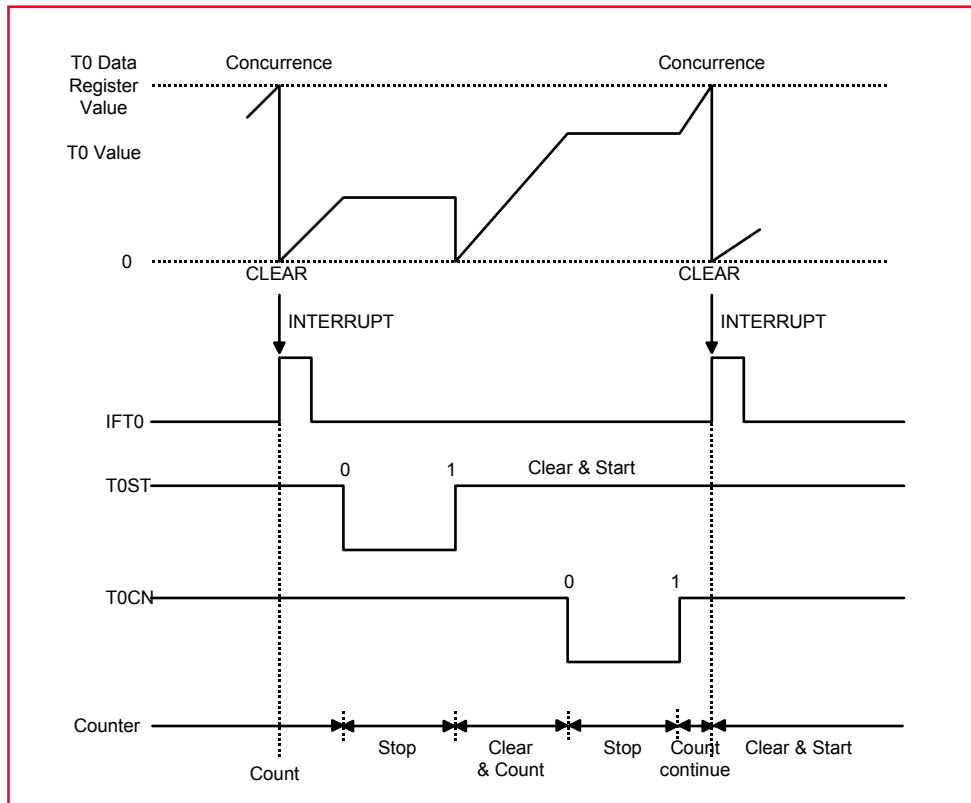 T0 Data
Register
Value
Concurrence
Concurrence
T0 Value
0
CLEAR
CLEAR
INTERRUPT
INTERRUPT
IFT0
0
1
Clear & Start
T0ST
0
1
T0CN
Counter
Stop
Clear
& Count
Stop
Count
continue
Clear & Start
Count